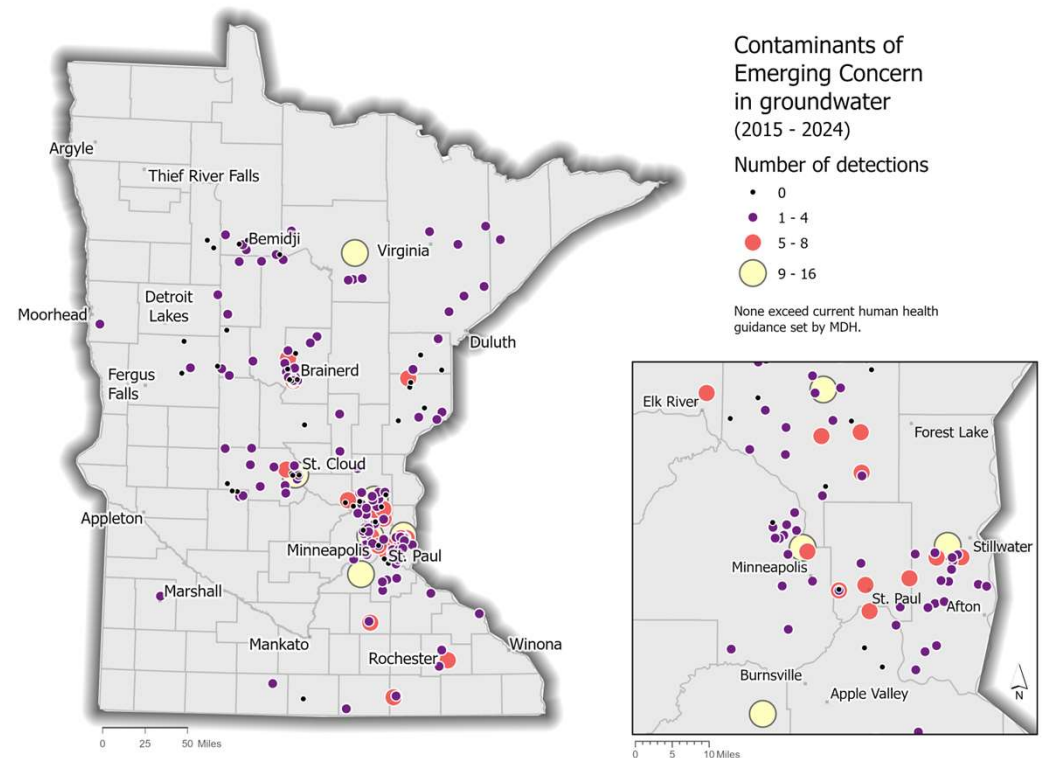 Contaminants of
Emerging Concern
in groundwater
(2015 - 2024)
Number of detections
0
1 - 4
5 - 8
9 - 16
None exceed current human health
guidance set by MDH.
Argyle
Thief River Falls
Bemidji
Virginia
Detroit
Lakes
Moorhead
Duluth
Fergus
Falls
Brainerd
St. Cloud
Appleton
Minneapolis
St. Paul
Marshall
Mankato
Rochester
Winona
0 25 50 Miles
Elk River
Forest Lake
Stillwater
Minneapolis
St. Paul
Afton
Burnsville
Apple Valley
N
0 5 10 Miles